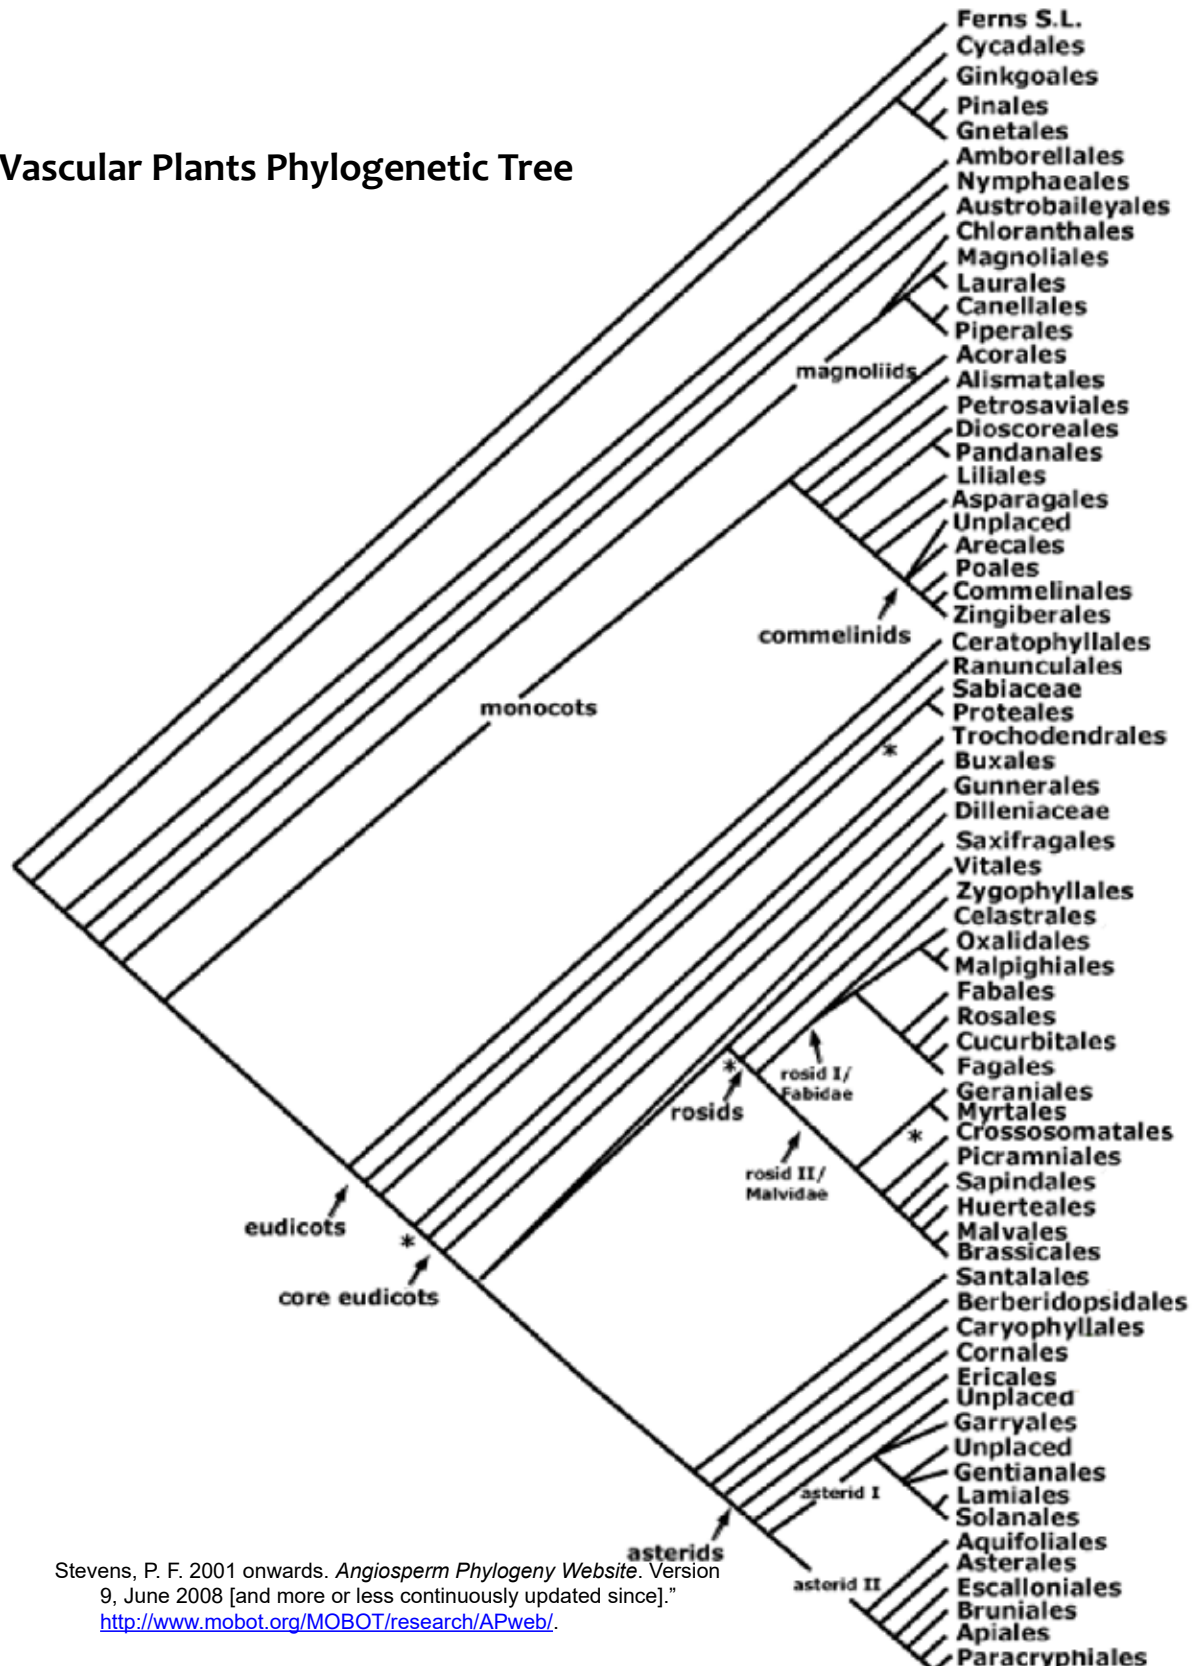 Ferns S.L.
Cycadales
Ginkgoales
Pinales
Gnetales
Vascular Plants Phylogenetic Tree
Amborellales
Nymphaeales
Austrobaileyales
Chloranthales
Magnoliales
Laurales
Canellales
Piperales
Acorales
magnoliids
Alismatales
Petrosaviales
Dioscoreales
Pandanales
Liliales
Asparagales
Unplaced
Arecales
Poales
Commelinales
Zingiberales
commelinids
Ceratophyllales
Ranunculales
Sabiaceae
monocots
Proteales
Trochodendrales
*
Buxales
Gunnerales
Dilleniaceae
Saxifragales
Vitales
Zygophyllales
Celastrales
Oxalidales
Malpighiales
Fabales
Rosales
Cucurbitales
Fagales
*
rosid I/
Fabidae
rosids
Geraniales
Myrtales
Crossosomatales
*
Picramniales
rosid II/
Malvidae
Sapindales
Huerteales
Malvales
Brassicales
eudicots
*
core eudicots
Santalales
Berberidopsidales
Caryophyllales
Cornales
Ericales
Unplaced
Garryales
Unplaced
Gentianales
asterid I
Lamiales
Solanales
Aquifoliales
asterids
Asterales
asterid II
Escalloniales
Bruniales
Apiales
Paracryphiales
Stevens, P. F. 2001 onwards. Angiosperm Phylogeny Website. Version
9, June 2008 [and more or less continuously updated since].”
http://www.mobot.org/MOBOT/research/APweb/.